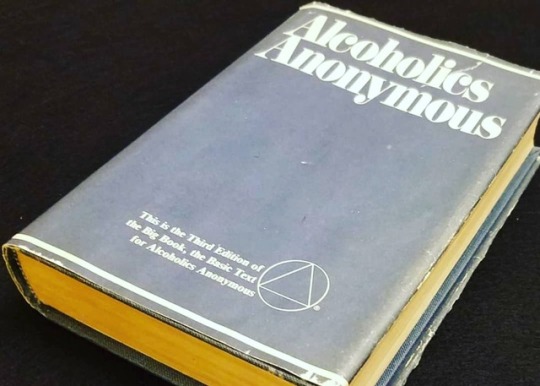 Alcoholics
Anonymous
This is the Third Edition of
the Big Book, the Basic Text
for Alcoholics Anonymous
®